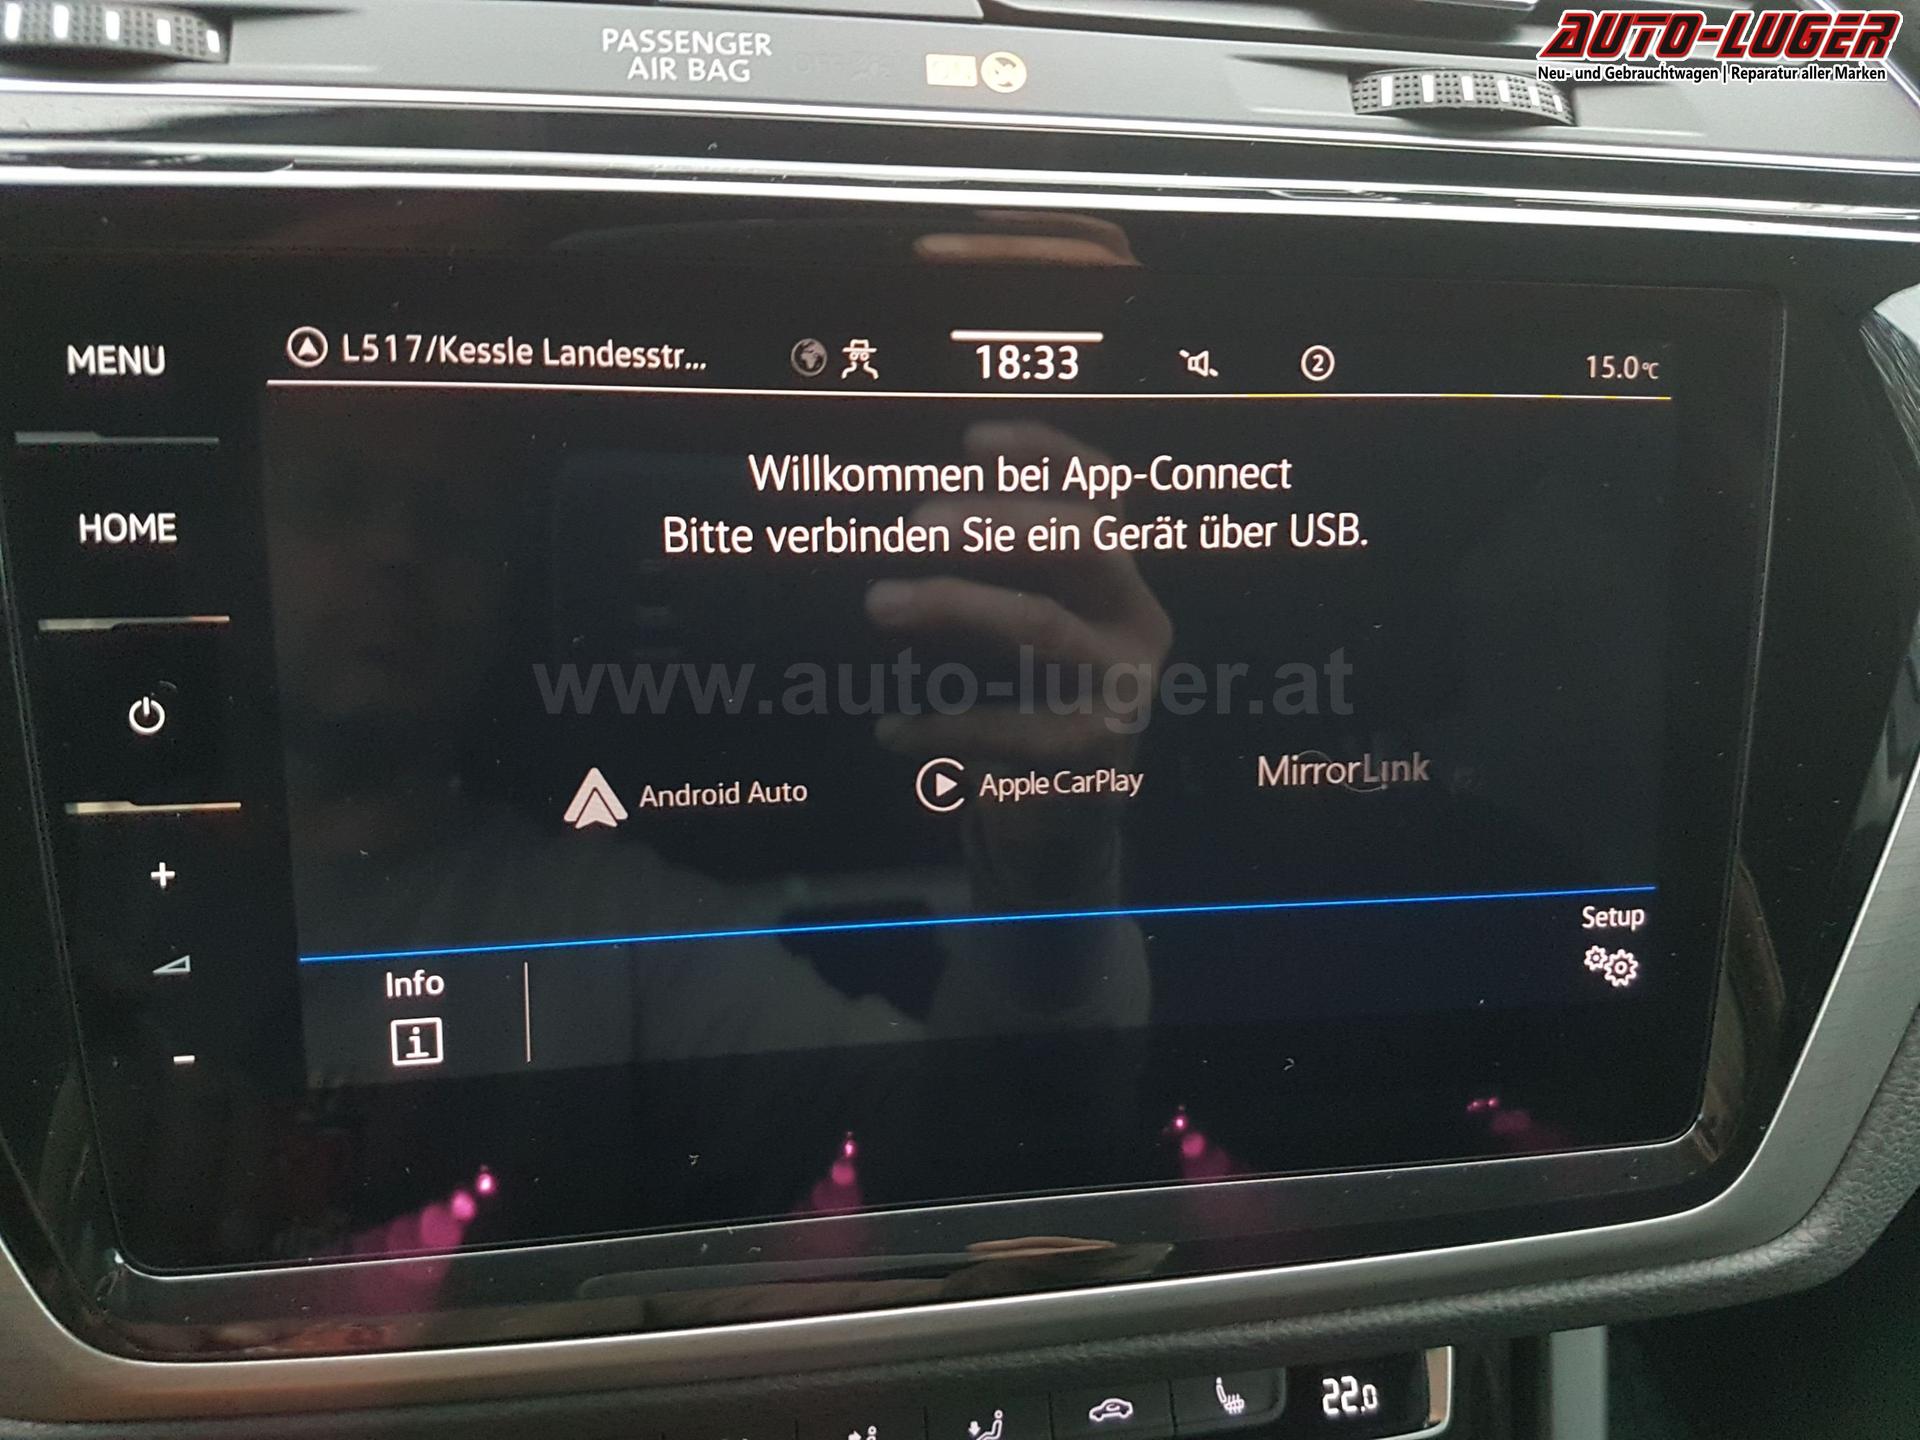 AUTO-LUGER
Neu- und Gebrauchtwagen | Reparatur aller Marken
PASSENGER
AIR BAG
MENU
L517/Kessle Landesstr...
18:33
2
15.0°C
HOME
Willkommen bei App-Connect
Bitte verbinden Sie ein Gerät über USB.
www.auto-luger.at
Android Auto
Apple CarPlay
MirrorLink
+
Setup
Info
i
-
22.0